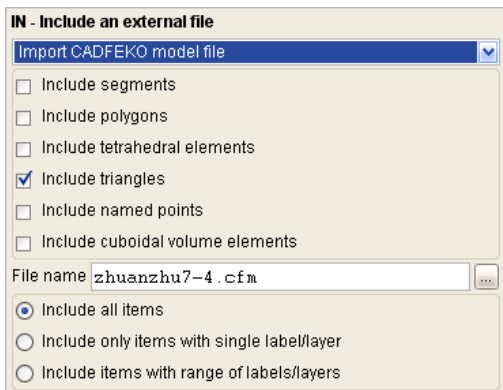 IN - Include an external file
Import CADFEKO model file
Include segments
Include polygons
Include tetrahedral elements
Include triangles
Include named points
Include cuboidal volume elements
File name zhuanzhu7-4.cfm ...
Include all items
Include only items with single label/layer
Include items with range of labels/layers